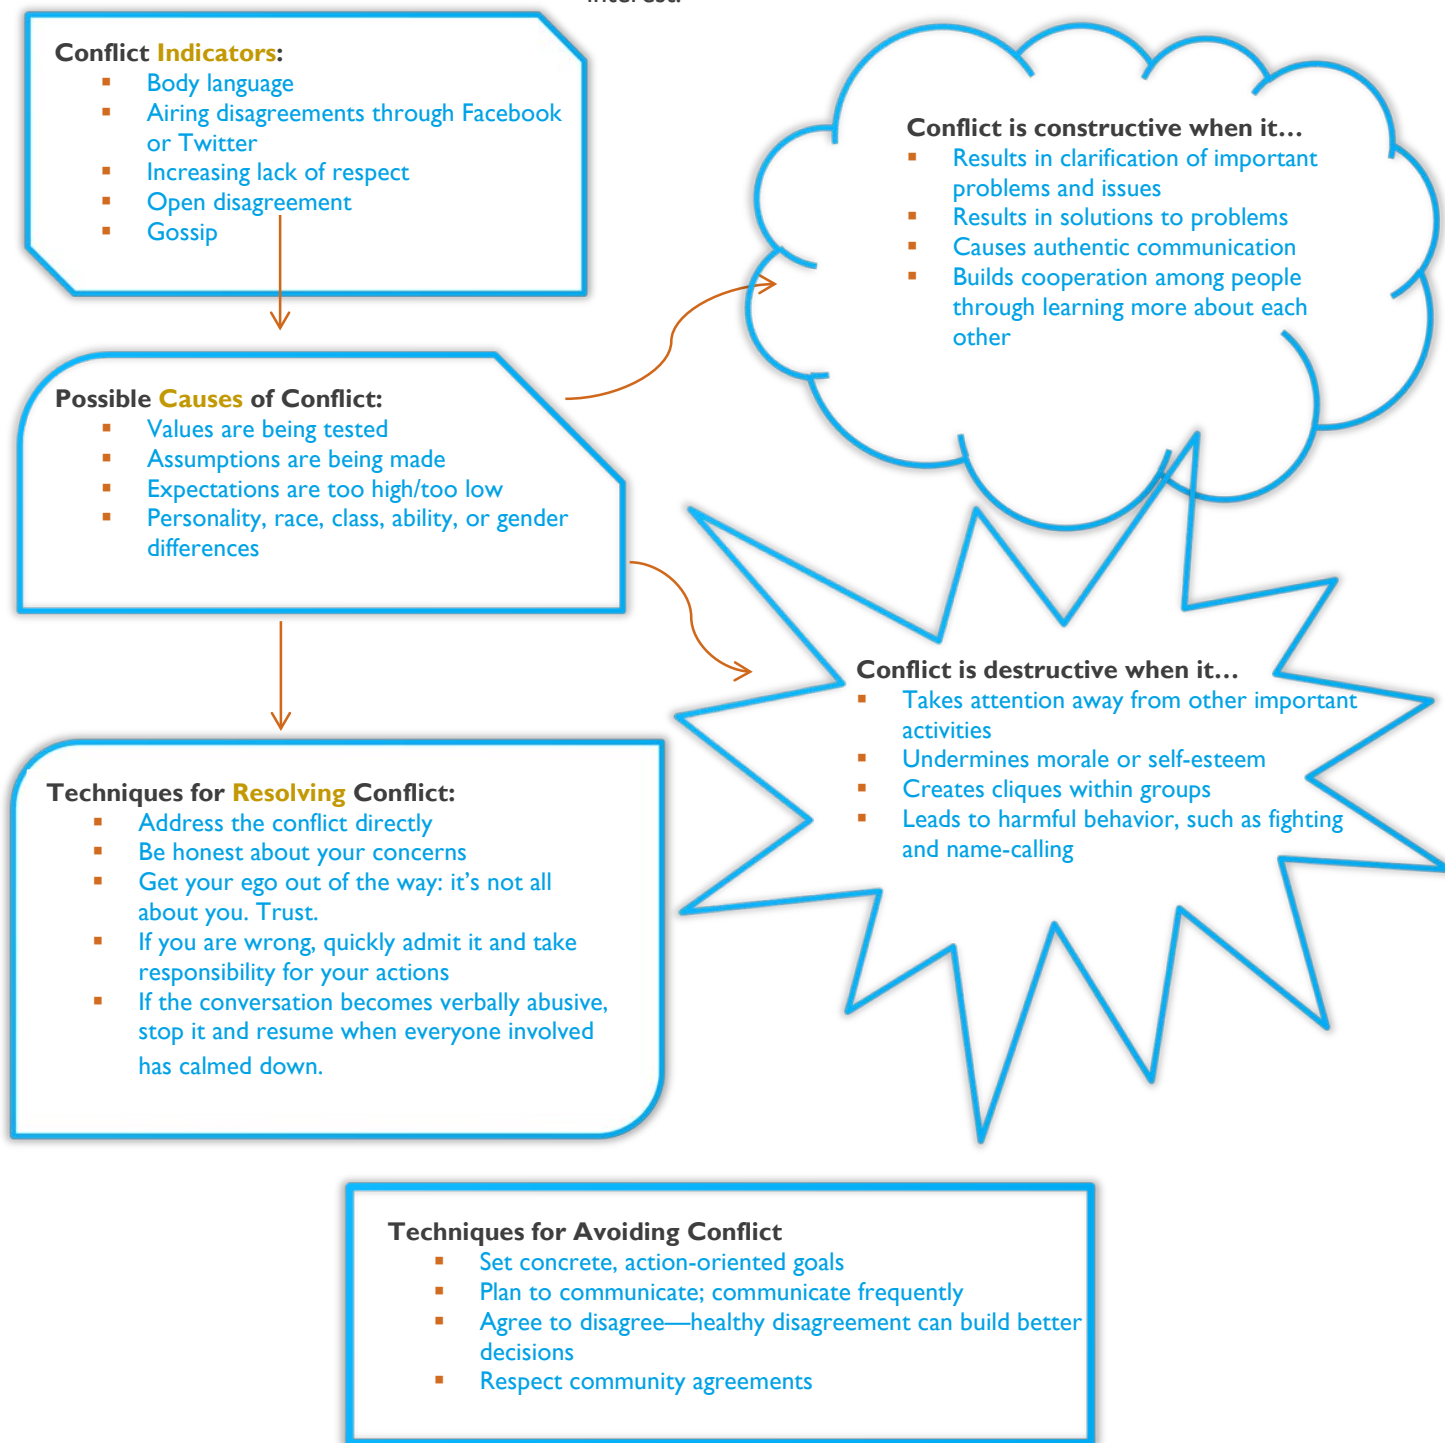 interest.
Conflict Indicators:
▪ Body language
▪ Airing disagreements through Facebook
or Twitter
▪ Increasing lack of respect
▪ Open disagreement
▪ Gossip
Conflict is constructive when it…
▪ Results in clarification of important
problems and issues
▪ Results in solutions to problems
▪ Causes authentic communication
▪ Builds cooperation among people
through learning more about each
other
Possible Causes of Conflict:
▪ Values are being tested
▪ Assumptions are being made
▪ Expectations are too high/too low
▪ Personality, race, class, ability, or gender
differences
Conflict is destructive when it…
▪ Takes attention away from other important
activities
▪ Undermines morale or self-esteem
▪ Creates cliques within groups
▪ Leads to harmful behavior, such as fighting
and name-calling
Techniques for Resolving Conflict:
▪ Address the conflict directly
▪ Be honest about your concerns
▪ Get your ego out of the way: it’s not all
about you. Trust.
▪ If you are wrong, quickly admit it and take
responsibility for your actions
▪ If the conversation becomes verbally abusive,
stop it and resume when everyone involved
has calmed down.
Techniques for Avoiding Conflict
▪ Set concrete, action-oriented goals
▪ Plan to communicate; communicate frequently
▪ Agree to disagree—healthy disagreement can build better
decisions
▪ Respect community agreements